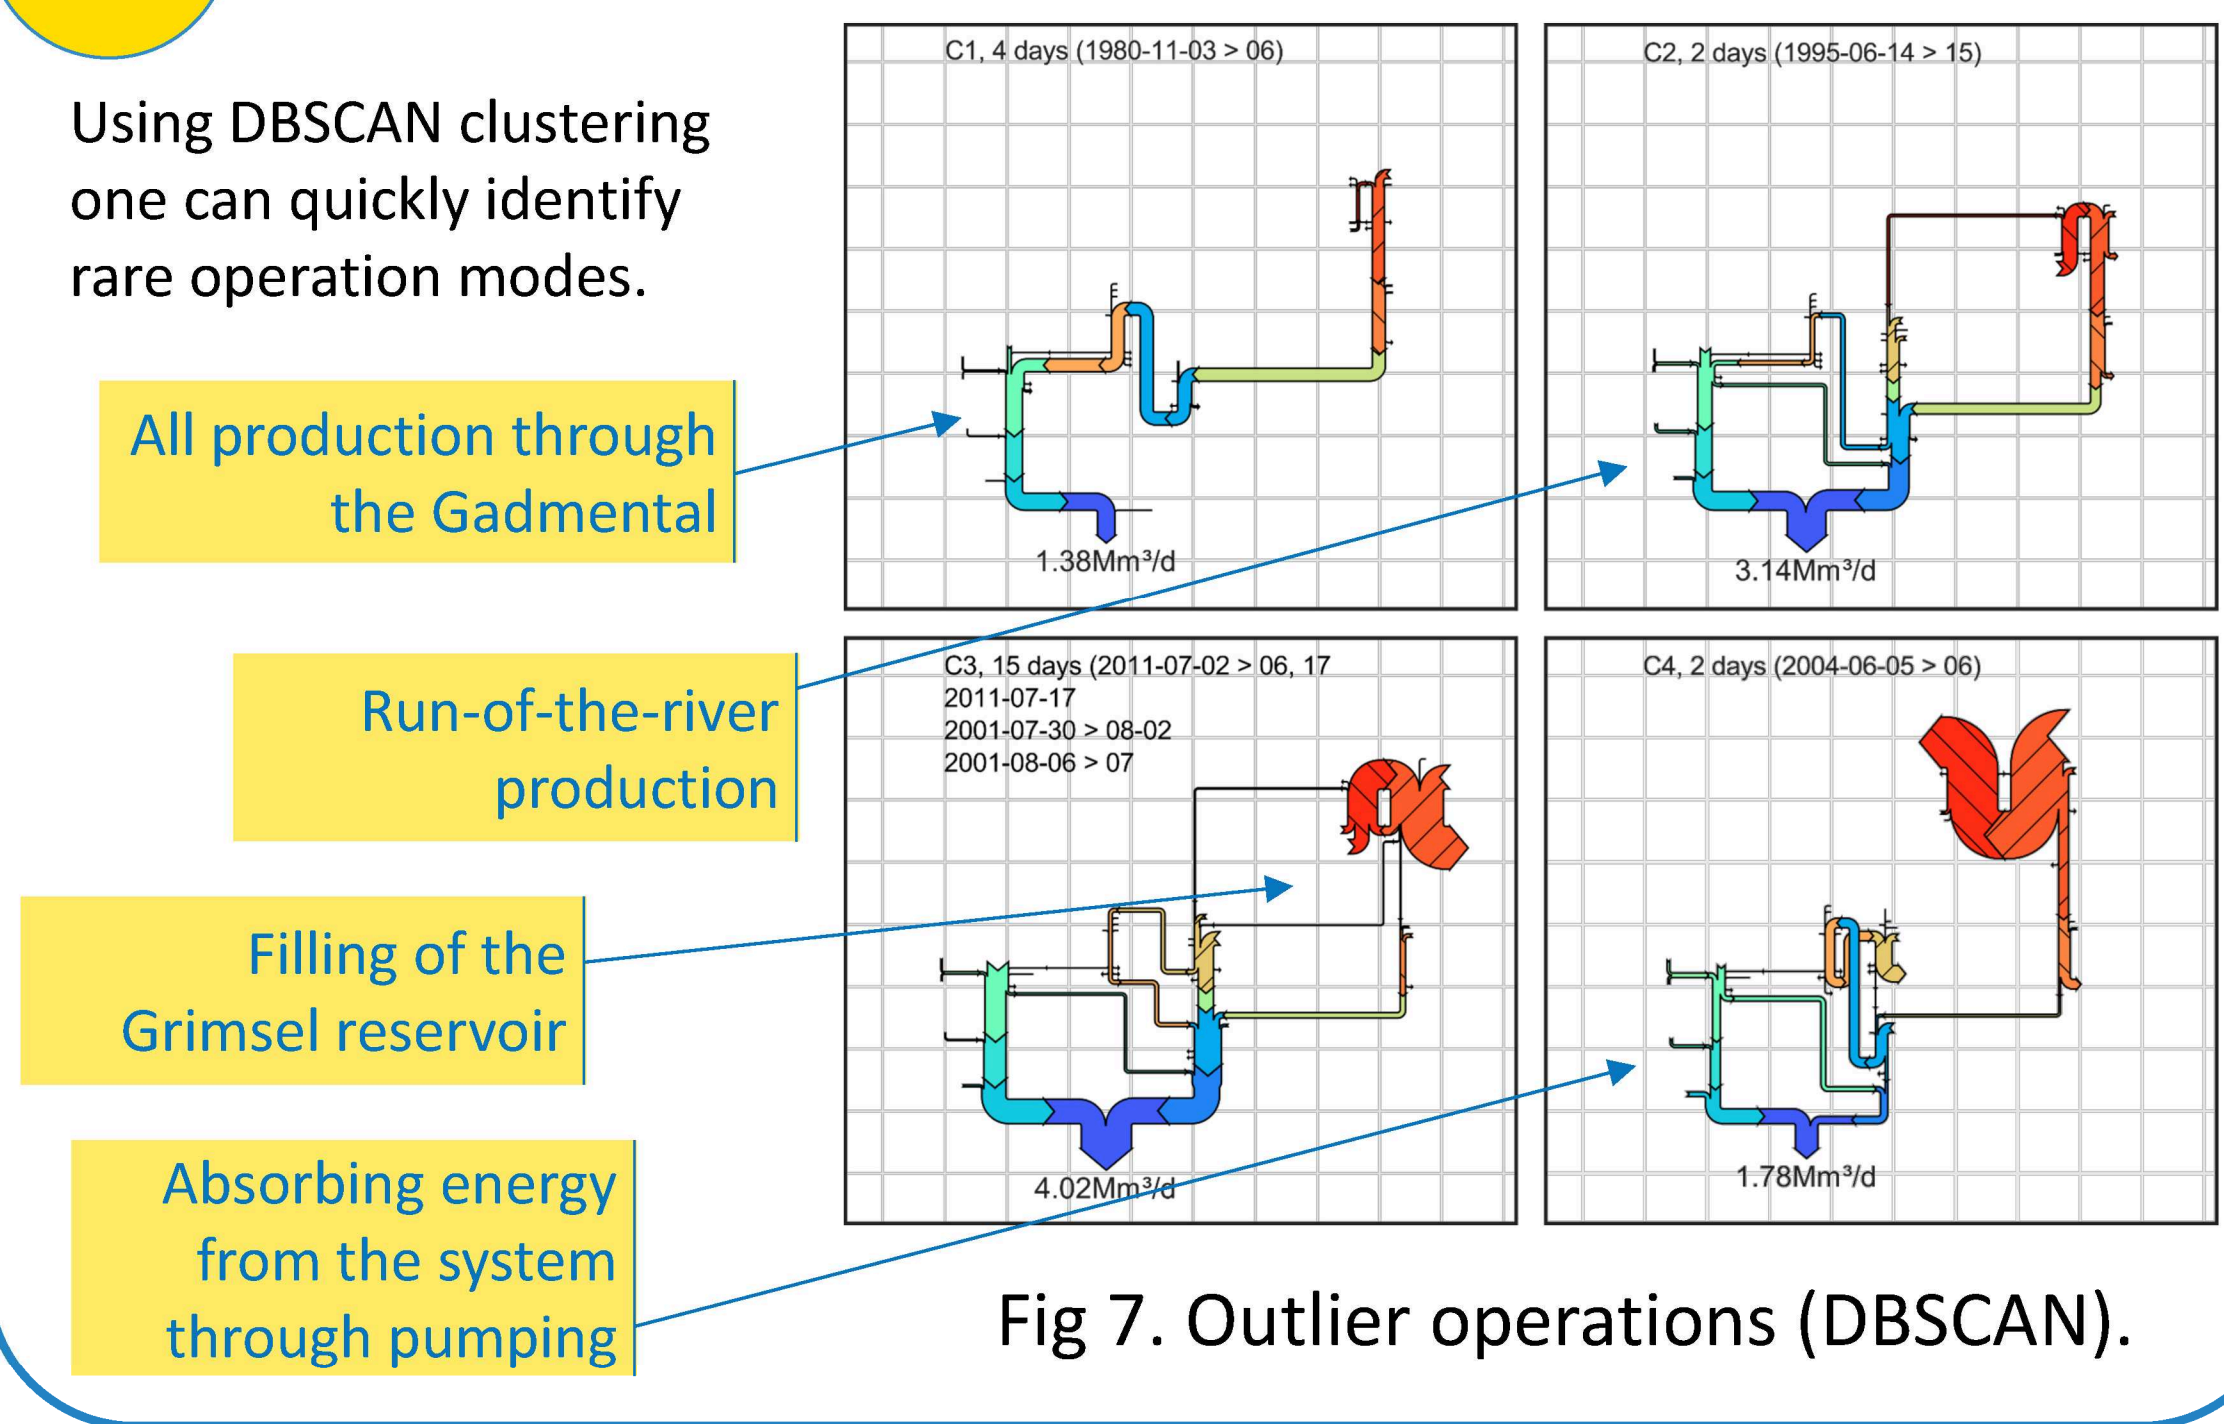 Using DBSCAN clustering
one can quickly identify
rare operation modes.
All production through
the Gadmental
Run-of-the-river
production
Filling of the
Grimsel reservoir
Absorbing energy
from the system
through pumping
C1, 4 days (1980-11-03 > 06)
1.38Mm³/d
C2, 2 days (1995-06-14 > 15)
3.14Mm³/d
C3, 15 days (2011-07-02 > 06, 17
2011-07-17
2001-07-30 > 08-02
2001-08-06 > 07
4.02Mm³/d
C4, 2 days (2004-06-05 > 06)
1.78Mm³/d
Fig 7. Outlier operations (DBSCAN).